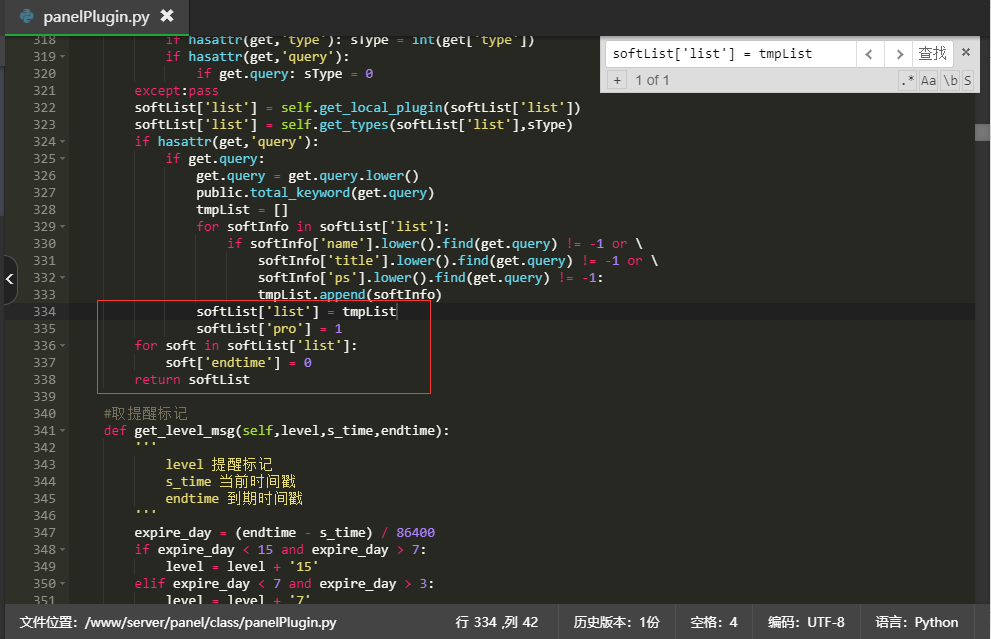 panelPlugin.py ✖
318 if hasattr(get,'type'): sType = int(get['type'])
319 if hasattr(get,'query'):
320 if get.query: sType = 0
321 except:pass
322 softList['list'] = self.get_local_plugin(softList['list'])
323 softList['list'] = self.get_types(softList['list'],sType)
324 if hasattr(get,'query'):
325 if get.query:
326 get.query = get.query.lower()
327 public.total_keyword(get.query)
328 tmpList = []
329 for softInfo in softList['list']:
330 if softInfo['name'].lower().find(get.query) != -1 or \
331 softInfo['title'].lower().find(get.query) != -1 or \
332 softInfo['ps'].lower().find(get.query) != -1:
333 tmpList.append(softInfo)
334 softList['list'] = tmpList
335 softList['pro'] = 1
336 for soft in softList['list']:
337 soft['endtime'] = 0
338 return softList
339
340 #取提醒标记
341 def get_level_msg(self,level,s_time,endtime):
342 '''
343 level 提醒标记
344 s_time 当前时间戳
345 endtime 到期时间戳
346 '''
347 expire_day = (endtime - s_time) / 86400
348 if expire_day < 15 and expire_day > 7:
349 level = level + '15'
350 elif expire_day < 7 and expire_day > 3:
351 level = level + '7'
softList['list'] = tmpList < > 查找 ×
+ 1 of 1 .* Aa \b S
<
文件位置: /www/server/panel/class/panelPlugin.py 行 334 ,列 42 历史版本: 1份 空格: 4 编码: UTF-8 语言: Python